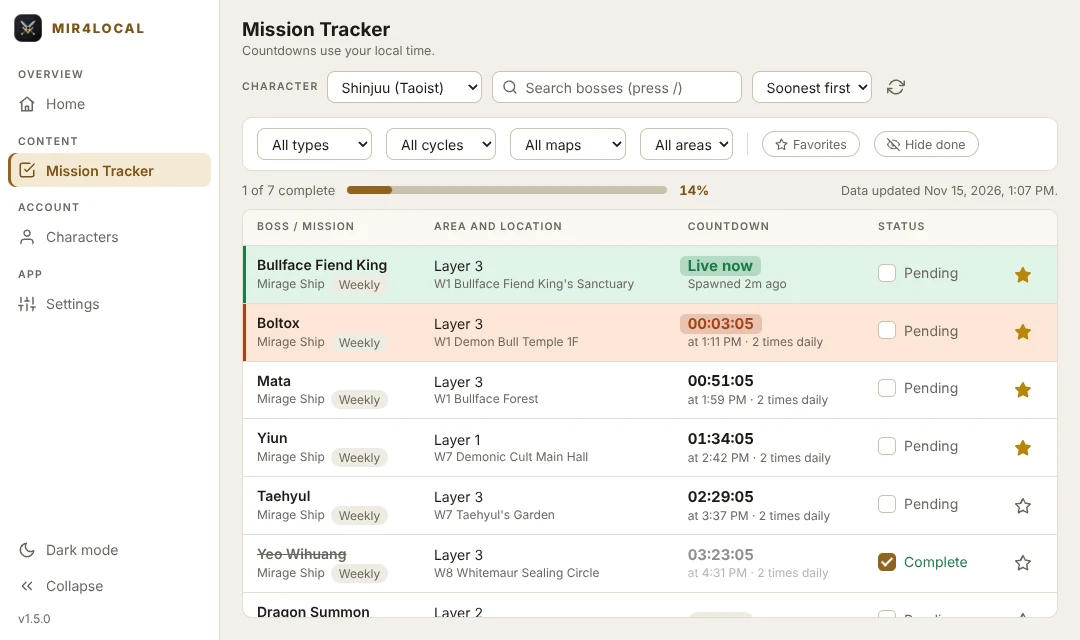 MIR4LOCAL
OVERVIEW
Home
CONTENT
Mission Tracker
ACCOUNT
Characters
APP
Settings
Dark mode
Collapse
v1.5.0
Mission Tracker
Countdowns use your local time.
CHARACTER Shinjuu (Taoist) Search bosses (press /) Soonest first
All types All cycles All maps All areas Favorites Hide done
1 of 7 complete 14% Data updated Nov 15, 2026, 1:07 PM.
BOSS / MISSION AREA AND LOCATION COUNTDOWN STATUS
Bullface Fiend King Layer 3 Live now Pending
Mirage Ship Weekly W1 Bullface Fiend King's Sanctuary Spawned 2m ago
Boltox Layer 3 00:03:05 Pending
Mirage Ship Weekly W1 Demon Bull Temple 1F at 1:11 PM · 2 times daily
Mata Layer 3 00:51:05 Pending
Mirage Ship Weekly W1 Bullface Forest at 1:59 PM · 2 times daily
Yiun Layer 1 01:34:05 Pending
Mirage Ship Weekly W7 Demonic Cult Main Hall at 2:42 PM · 2 times daily
Taehyul Layer 3 02:29:05 Pending
Mirage Ship Weekly W7 Taehyul's Garden at 3:37 PM · 2 times daily
Yeo Wihuang Layer 3 03:23:05 Complete
Mirage Ship Weekly W8 Whitemaur Sealing Circle at 4:31 PM · 2 times daily
Dragon Summon Layer 2